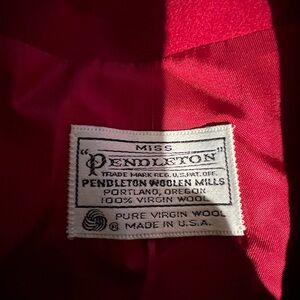 MISS
"PENDLETON"
TRADE MARK REG. U.S. PAT. OFF.
PENDLETON WOOLEN MILLS
PORTLAND, OREGON
100% VIRGIN WOOL
PURE VIRGIN WOOL
® MADE IN U.S.A.